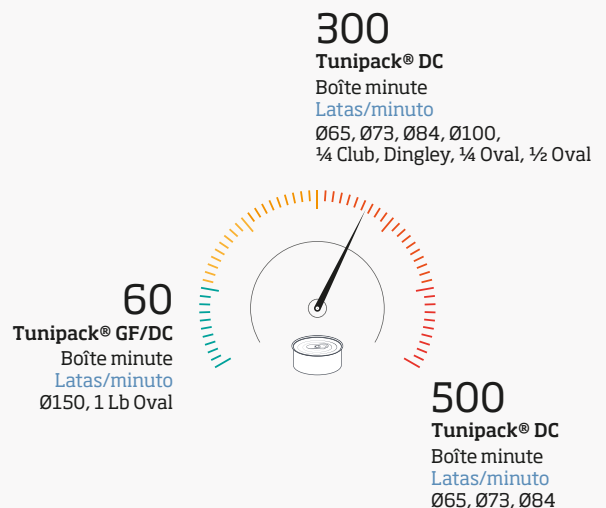 300
Tunipack® DC
Boîte minute
Latas/minuto
Ø65, Ø73, Ø84, Ø100,
¼ Club, Dingley, ¼ Oval, ½ Oval
60
Tunipack® GF/DC
Boîte minute
Latas/minuto
Ø150, 1 Lb Oval
500
Tunipack® DC
Boîte minute
Latas/minuto
Ø65, Ø73, Ø84